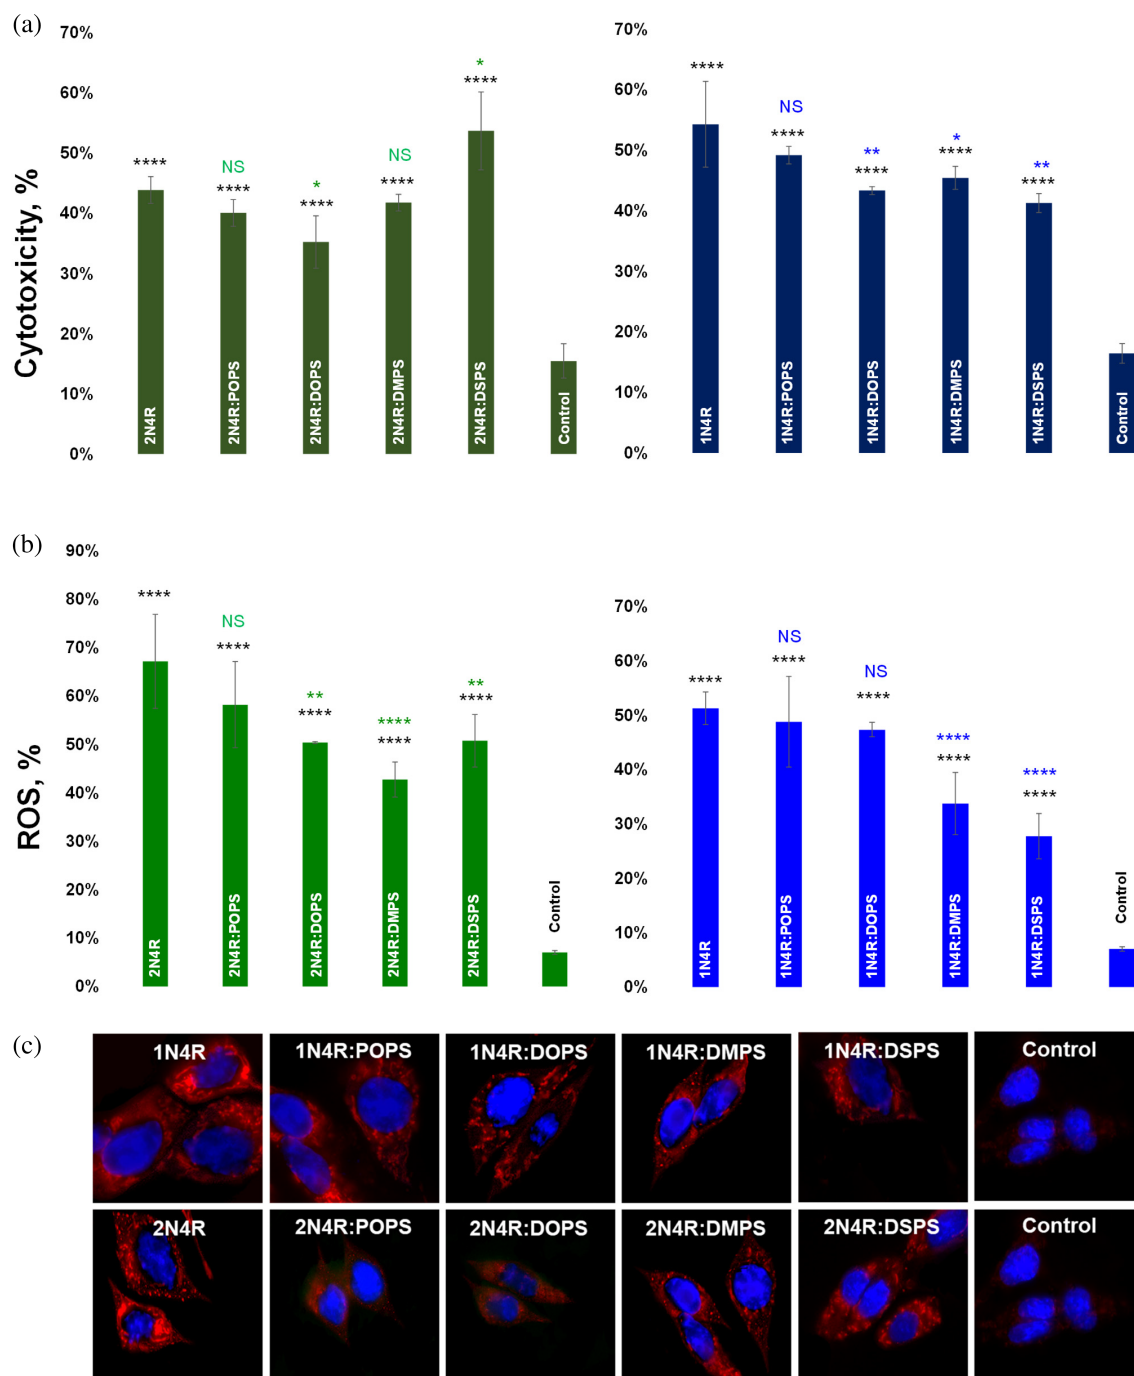 (a)
70%
60%
50%
40%
30%
20%
10%
0%
Cytotoxicity, %
****
NS
****
*
****
NS
****
*
****
2N4R
2N4R:POPS
2N4R:DOPS
2N4R:DMPS
2N4R:DSPS
Control
70%
60%
50%
40%
30%
20%
10%
0%
****
NS
****
**
****
*
****
**
****
1N4R
1N4R:POPS
1N4R:DOPS
1N4R:DMPS
1N4R:DSPS
Control
(b)
90%
80%
70%
60%
50%
40%
30%
20%
10%
0%
ROS, %
****
NS
****
**
****
****
****
**
****
2N4R
2N4R:POPS
2N4R:DOPS
2N4R:DMPS
2N4R:DSPS
Control
70%
60%
50%
40%
30%
20%
10%
0%
****
NS
****
NS
****
****
****
****
****
1N4R
1N4R:POPS
1N4R:DOPS
1N4R:DMPS
1N4R:DSPS
Control
(c)
1N4R
1N4R:POPS
1N4R:DOPS
1N4R:DMPS
1N4R:DSPS
Control
2N4R
2N4R:POPS
2N4R:DOPS
2N4R:DMPS
2N4R:DSPS
Control